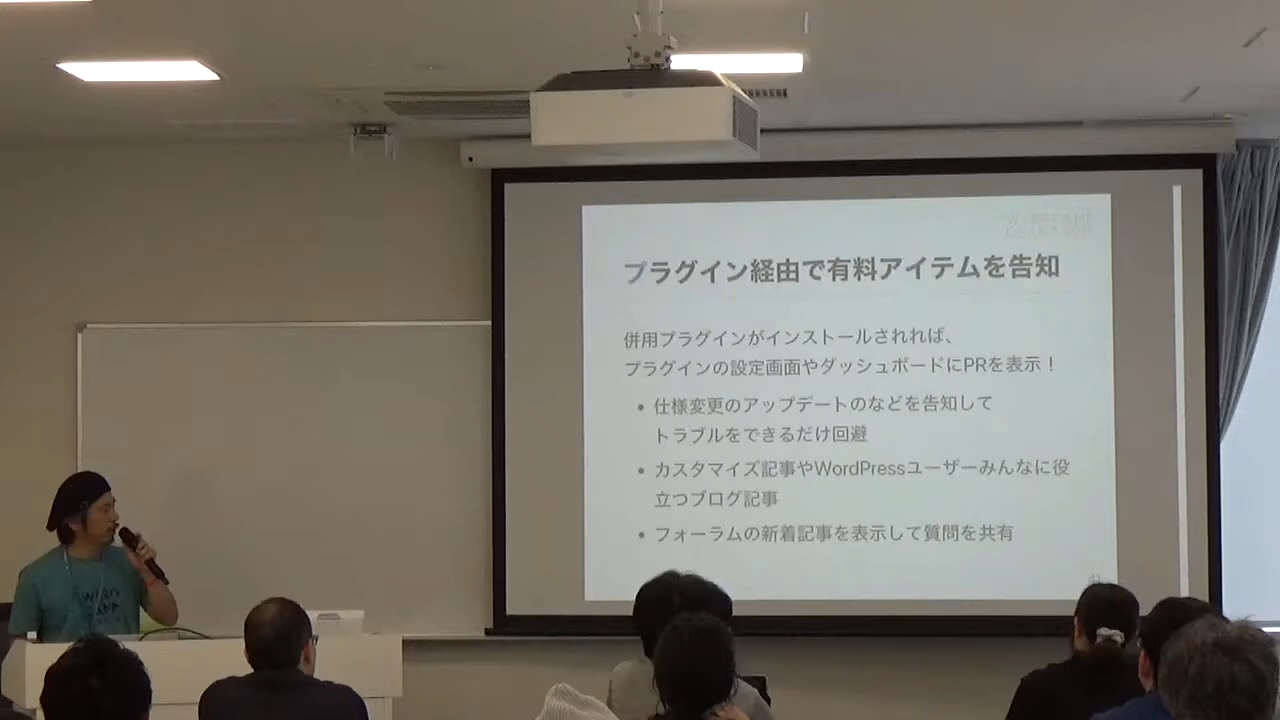 プラグイン経由で有料アイテムを告知
併用プラグインがインストールされれば、
プラグインの設定画面やダッシュボードにPRを表示！
• 仕様変更のアップデートのなどを告知して
トラブルをできるだけ回避
• カスタマイズ記事やWordPressユーザーみんなに役
立つブログ記事
• フォーラムの新着記事を表示して質問を共有